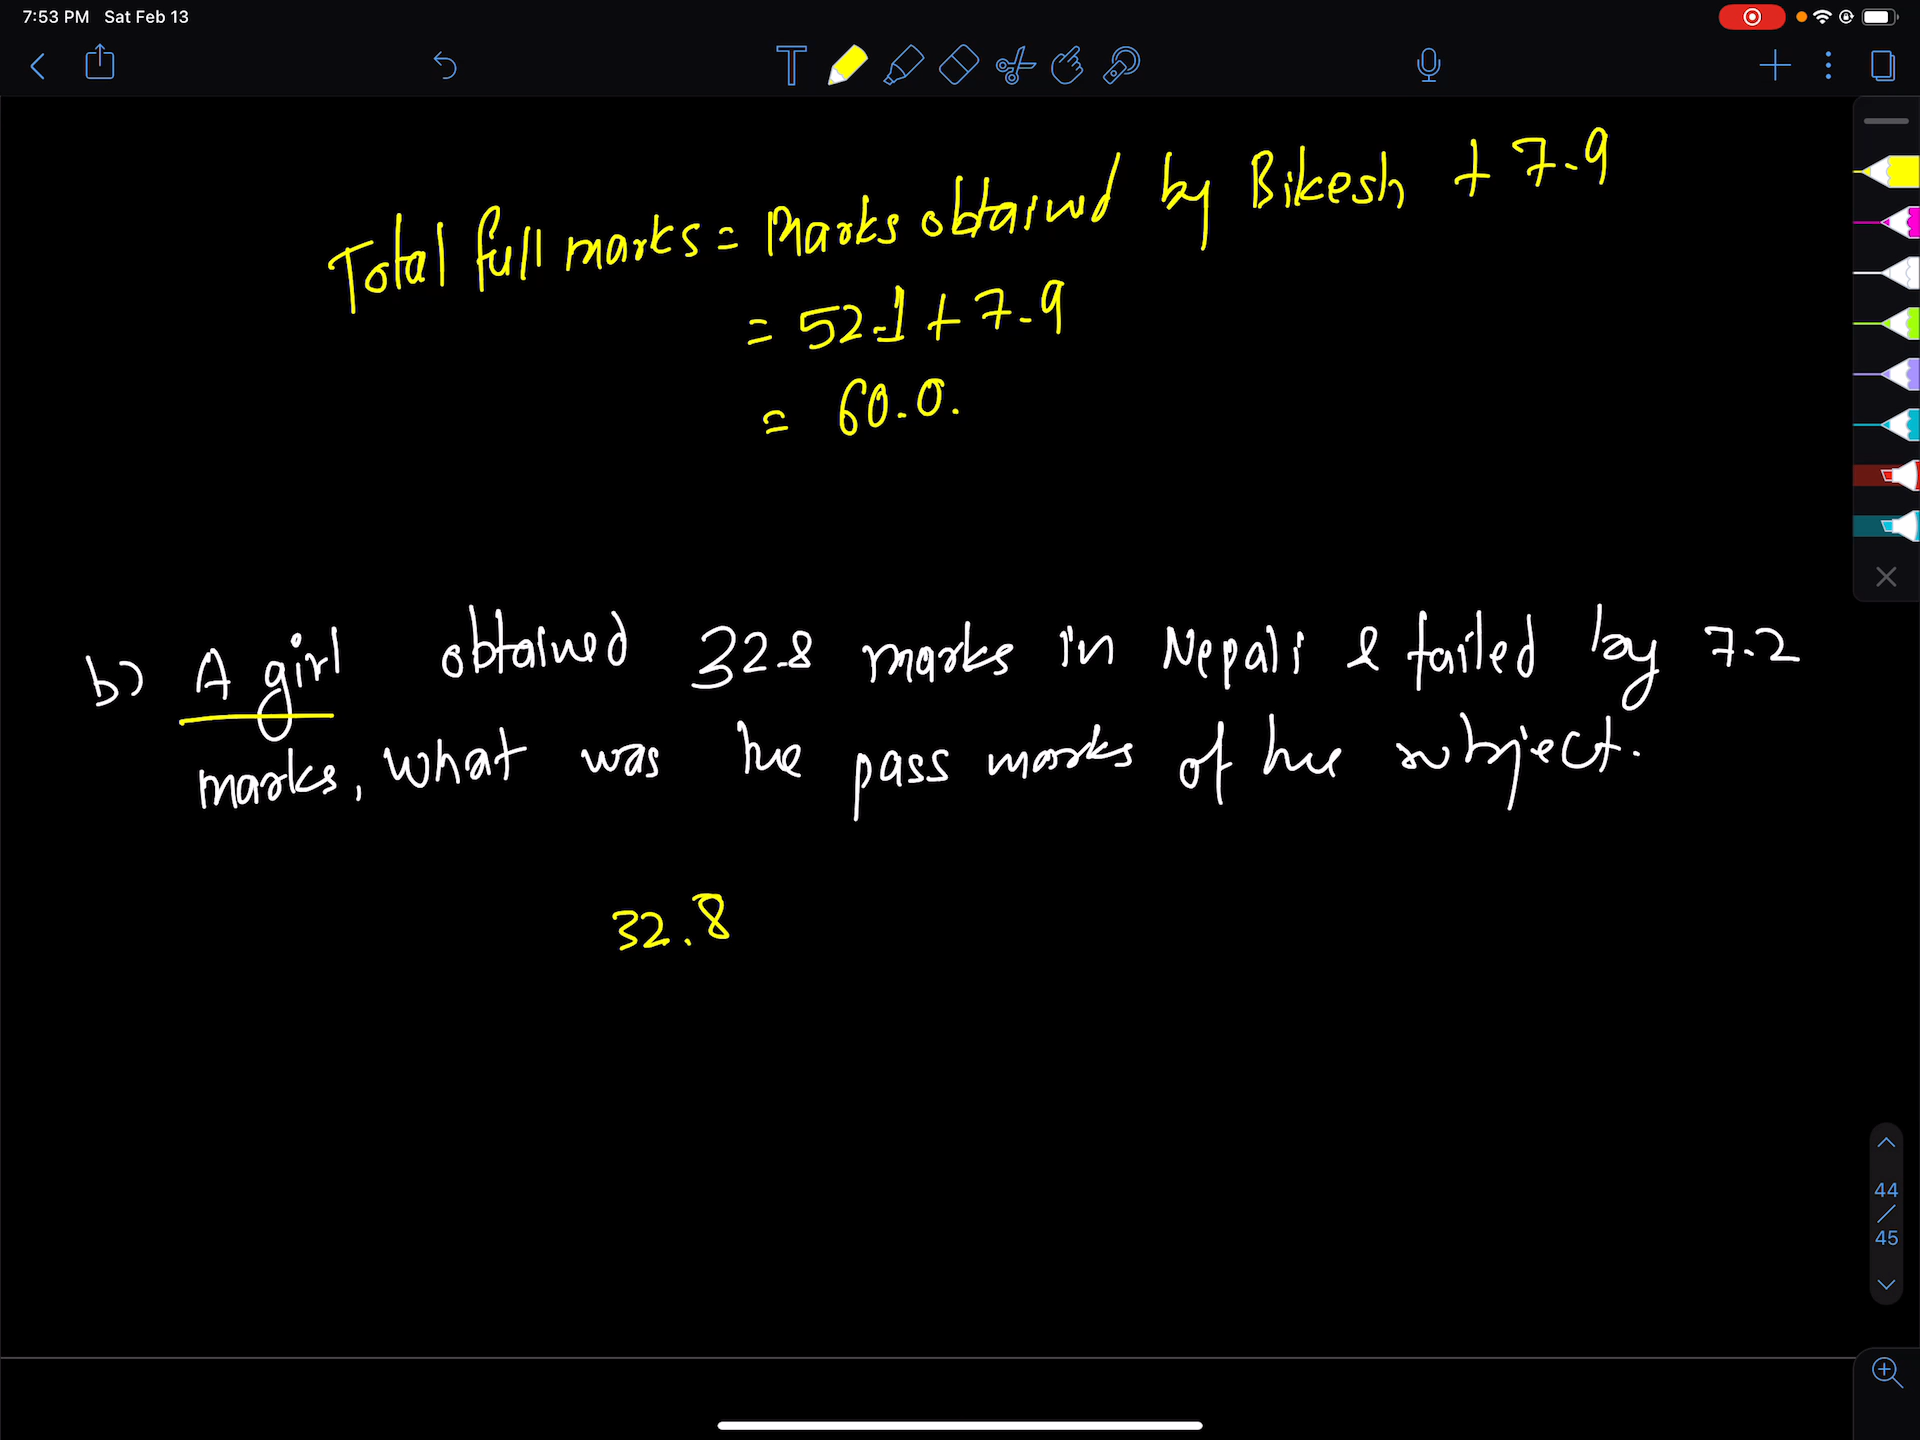 7:53 PM Sat Feb 13
Total full marks = Marks obtained by Bikesh + 7.9
= 52.1 + 7.9
= 60.0.
b) A girl obtained 32.8 marks in Nepali & failed by 7.2
marks, what was the pass marks of the subject.
32.8
44
/
45